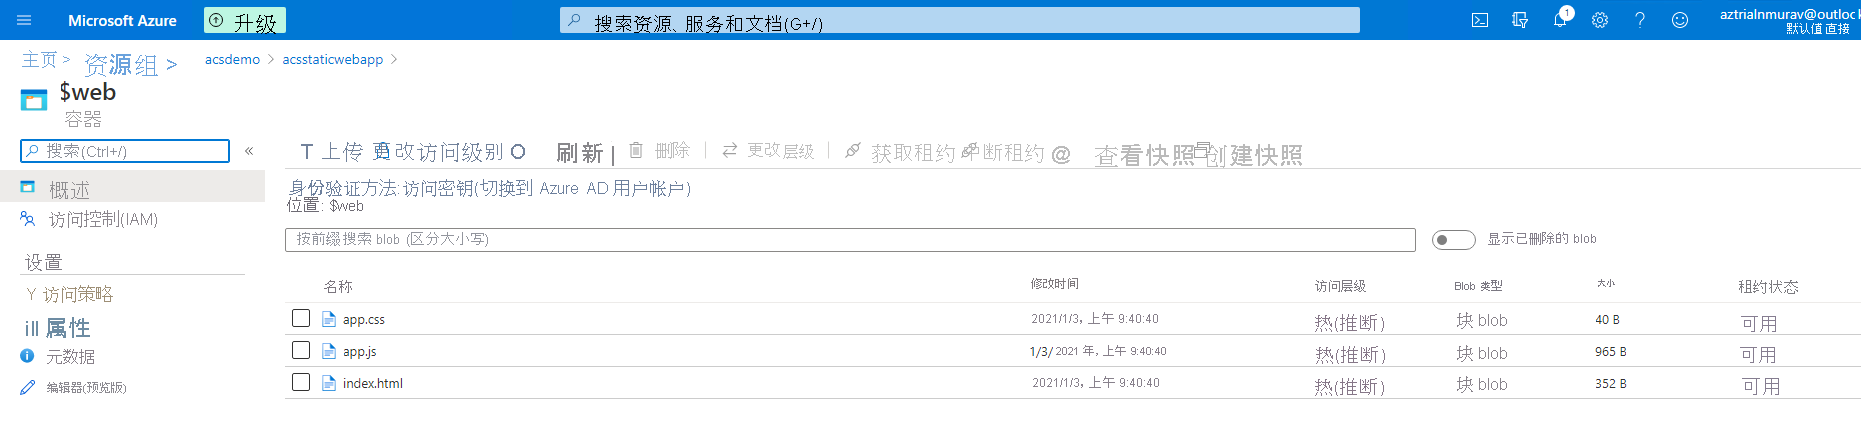 Microsoft Azure 升级 搜索资源、服务和文档(G+/) 1 aztrialnmurav@outlook
默认值直接
主页 > 资源组 > acsdemo > acsstaticwebapp >
$web
容器
搜索(Ctrl+/) «
T 上传 更改访问级别 O 刷新 | 删除 更改层级 获取租约 中断租约 @ 查看快照 创建快照
概述
身份验证方法:访问密钥(切换到 Azure AD 用户帐户)
位置: $web
访问控制(IAM)
按前缀搜索 blob (区分大小写) 显示已删除的 blob
设置
Y 访问策略
ill 属性
元数据
编辑器(预览版)
名称 修改时间 访问层级 Blob 类型 大小 租约状态
app.css 2021/1/3, 上午 9:40:40 热(推断) 块 blob 40 B 可用
app.js 1/3/ 2021 年, 上午 9:40:40 热(推断) 块 blob 965 B 可用
index.html 2021/1/3, 上午 9:40:40 热(推断) 块 blob 352 B 可用